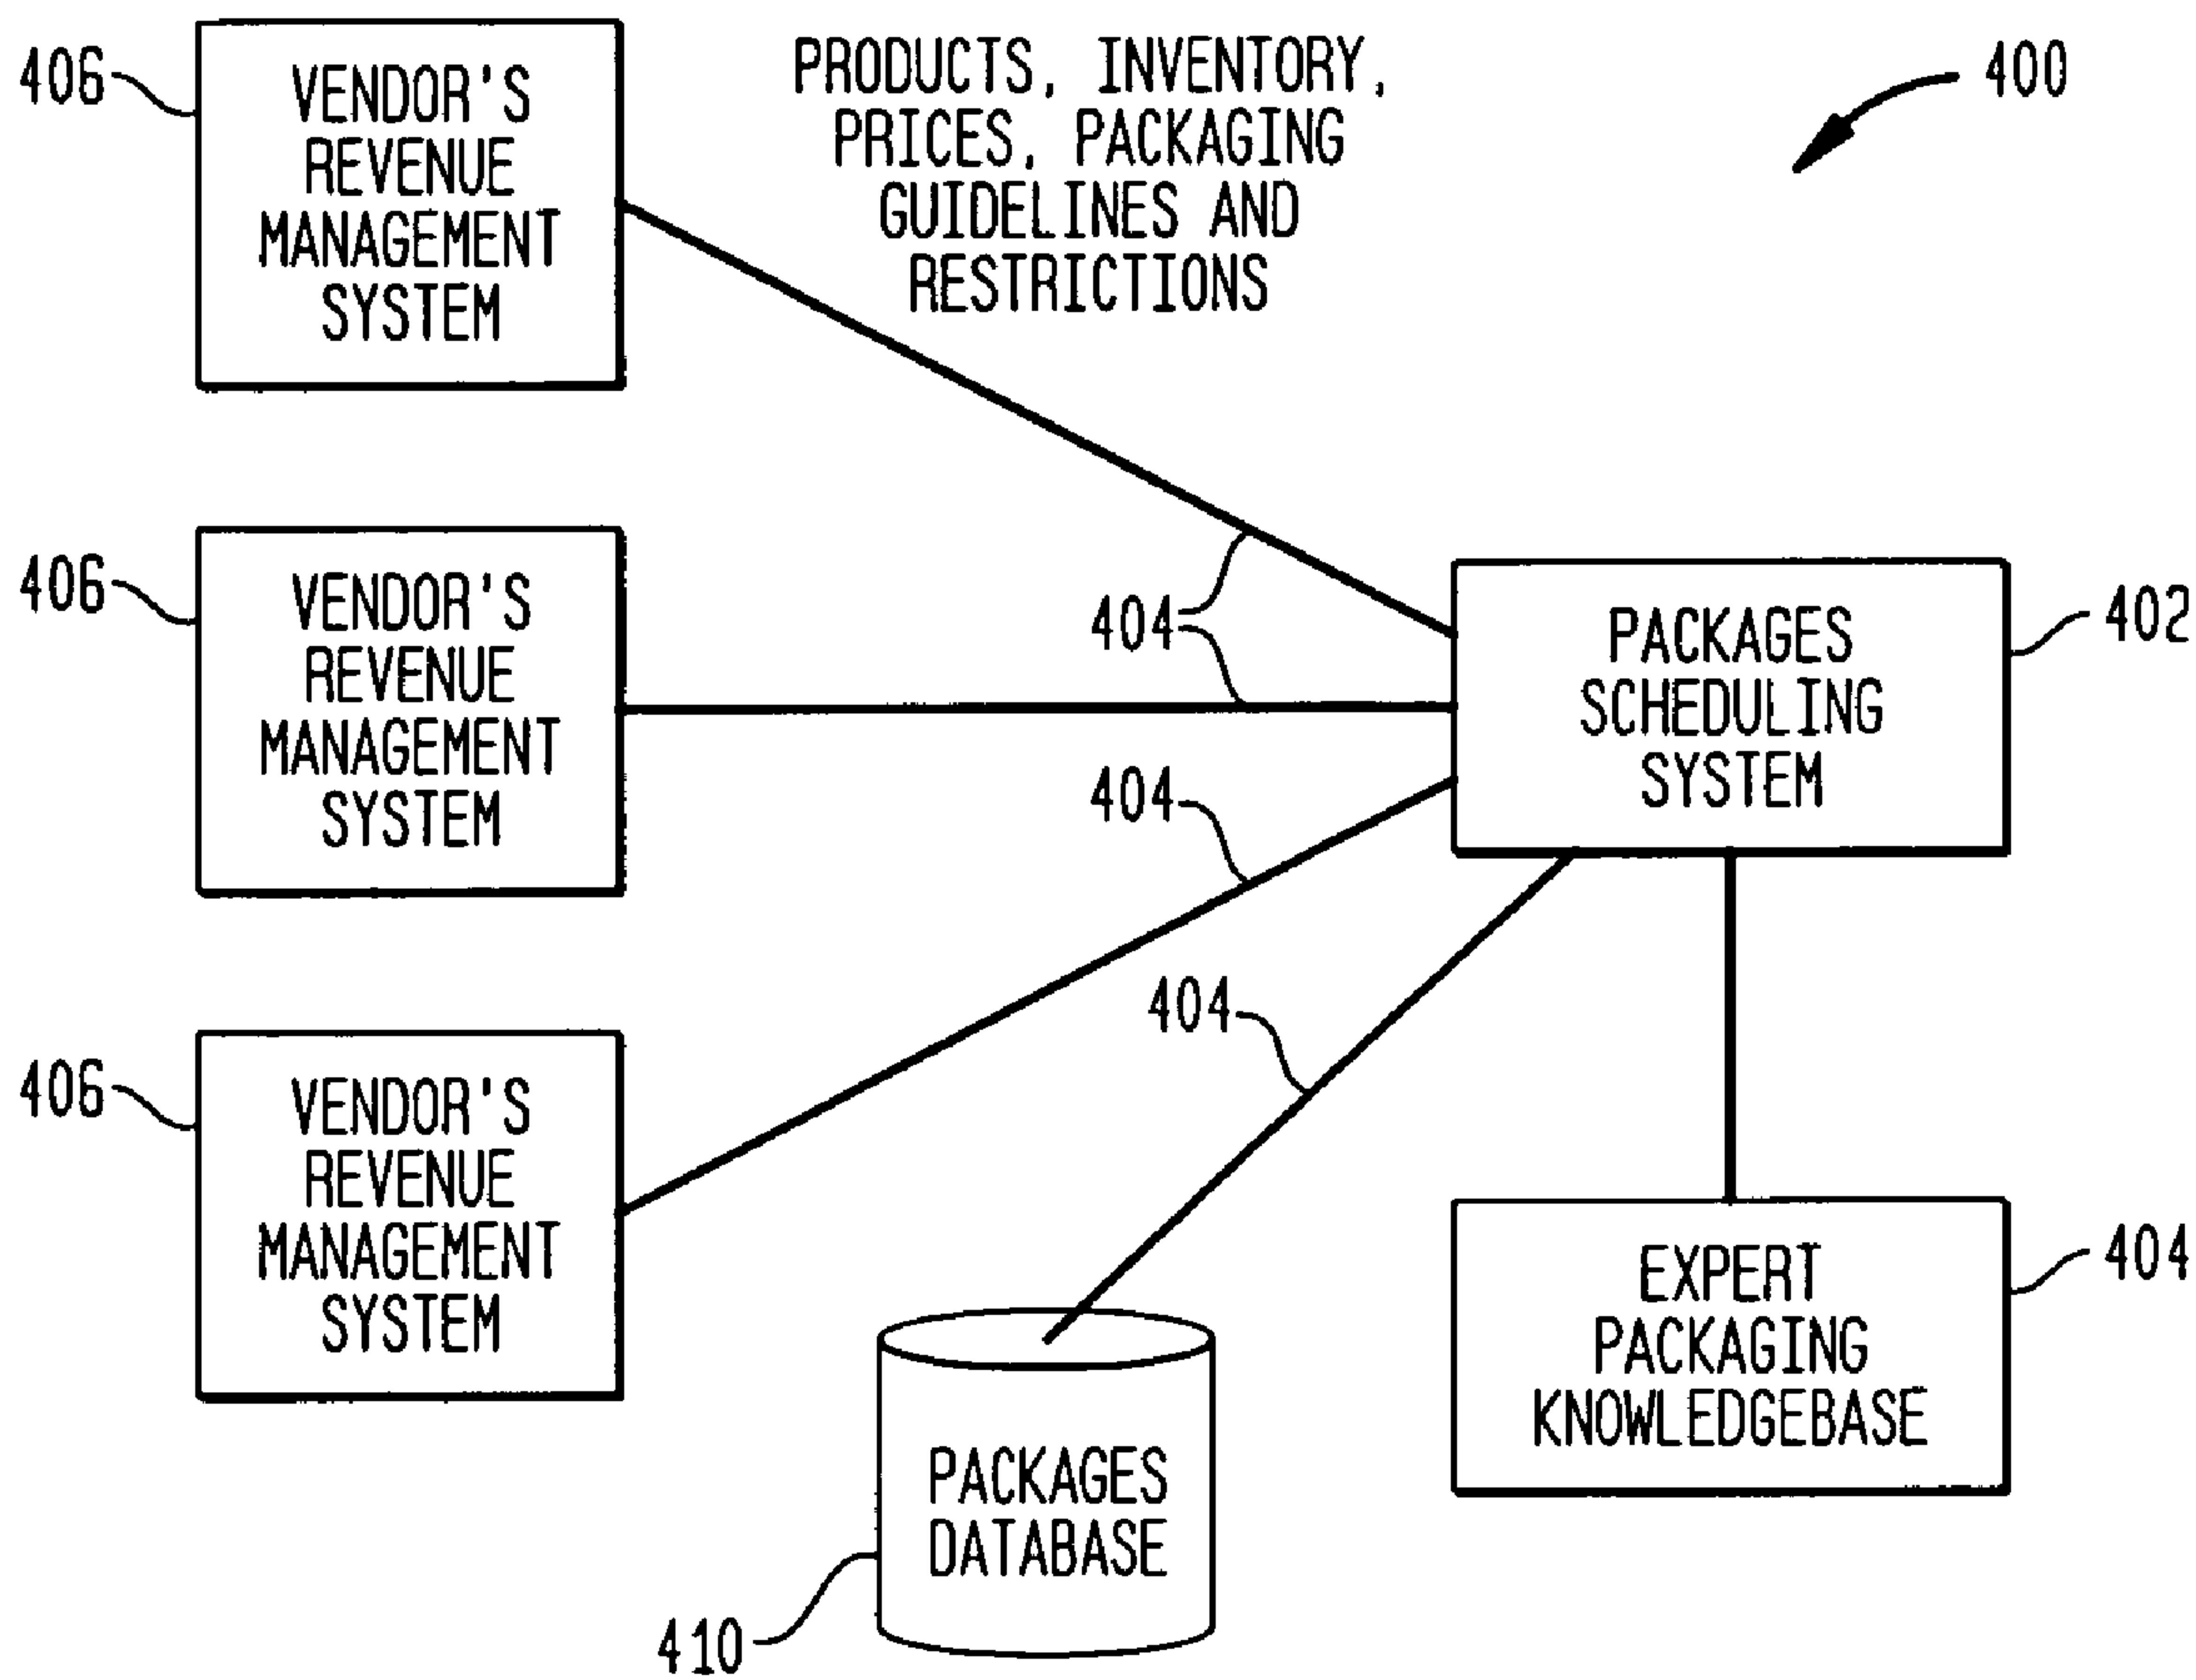 406
VENDOR'S
REVENUE
MANAGEMENT
SYSTEM
PRODUCTS, INVENTORY,
PRICES, PACKAGING
GUIDELINES AND
RESTRICTIONS
400
406
VENDOR'S
REVENUE
MANAGEMENT
SYSTEM
404
PACKAGES
SCHEDULING
SYSTEM
402
404
404
406
VENDOR'S
REVENUE
MANAGEMENT
SYSTEM
EXPERT
PACKAGING
KNOWLEDGEBASE
404
PACKAGES
DATABASE
410